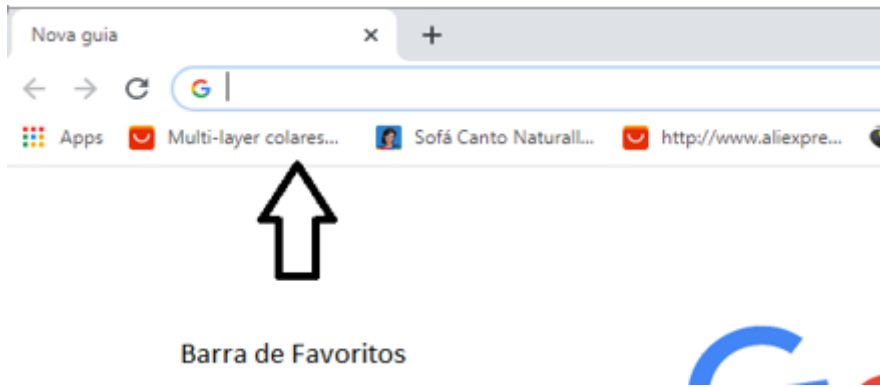 Nova guia
Apps Multi-layer colares... Sofá Canto Naturall... http://www.aliexpre...
Barra de Favoritos